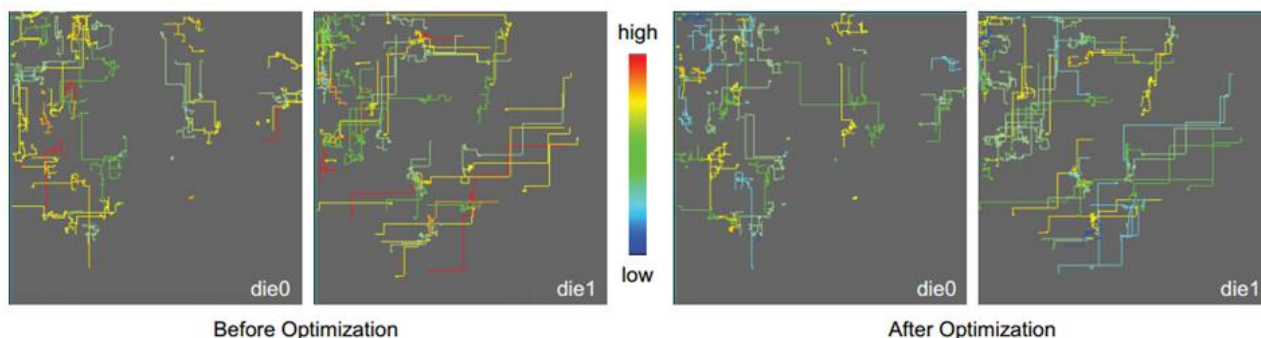 high
low
die0
die1
die0
die1
Before Optimization
After Optimization